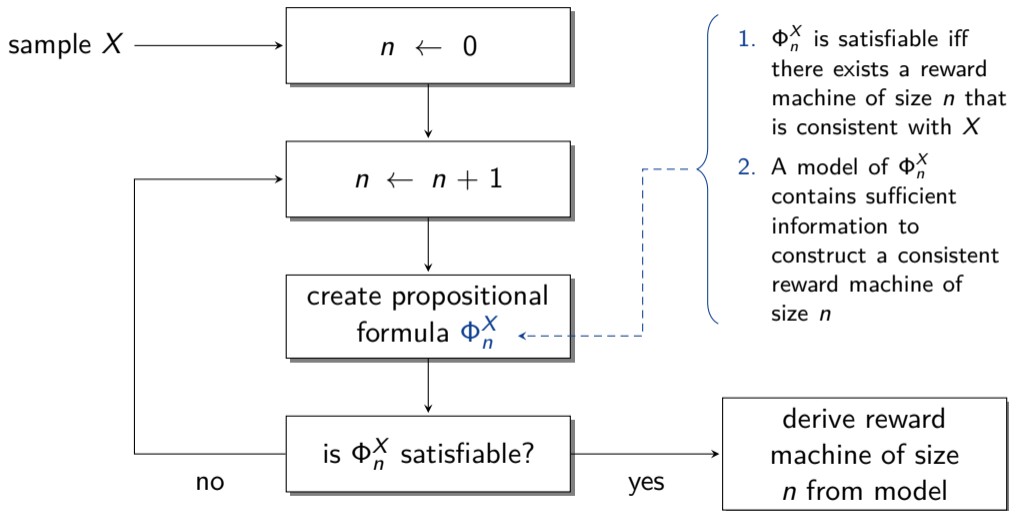 sample X
n ← 0
n ← n + 1
create propositional
formula Φ_n^X
is Φ_n^X satisfiable?
no
yes
derive reward
machine of size
n from model
1. Φ_n^X is satisfiable iff
there exists a reward
machine of size n that
is consistent with X
2. A model of Φ_n^X
contains sufficient
information to
construct a consistent
reward machine of
size n